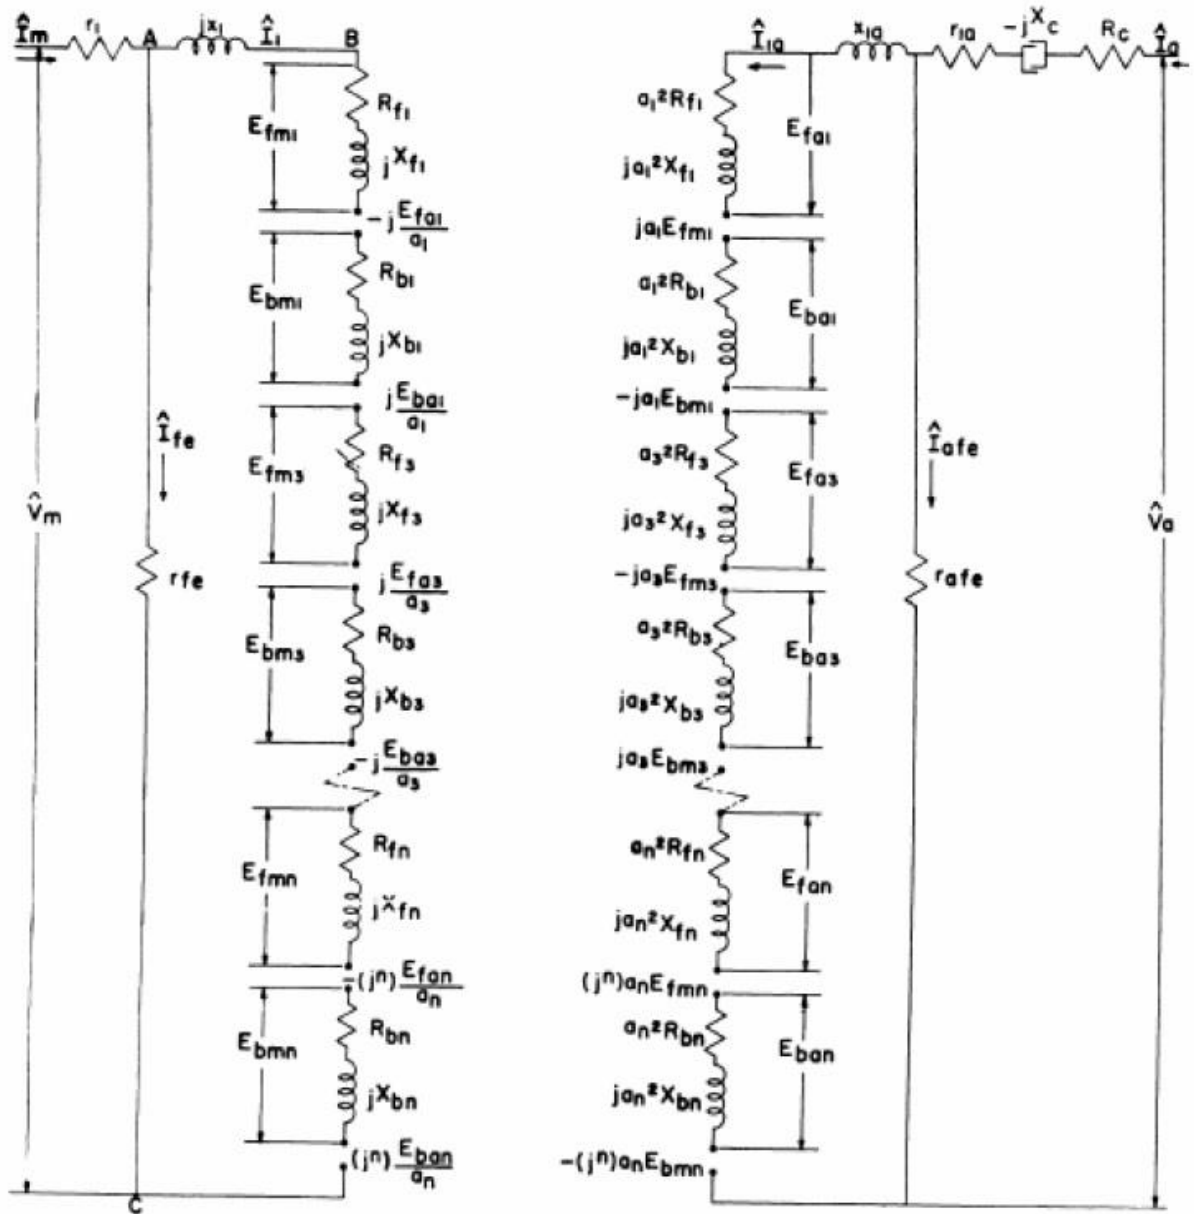 Îm r₁ A jx₁ Î₁ B
Î₁a x₁a r₁a -jXc Rc Îa
Efm₁ Rf₁
jXf₁
-j Efa₁/a₁
Ebm₁ Rb₁
jXb₁
j Eba₁/a₁
Îfe
Efm₃ Rf₃
jXf₃
V̂m
rfe
j Efa₃/a₃
Ebm₃ Rb₃
jXb₃
-j Eba₃/a₃
Efmn Rfn
jXfn
-(jⁿ) Efan/an
Ebmn Rbn
jXbn
(jⁿ) Eban/an
C
a₁²Rf₁ Efa₁
ja₁²Xf₁
ja₁Efm₁
a₁²Rb₁ Eba₁
ja₁²Xb₁
-ja₁Ebm₁
a₃²Rf₃ Efa₃
Îafe
ja₃²Xf₃
V̂a
-ja₃Efm₃
rafe
a₃²Rb₃ Eba₃
ja₃²Xb₃
ja₃Ebm₃
an²Rfn Efan
jan²Xfn
(jⁿ)anEfmn
an²Rbn Eban
jan²Xbn
-(jⁿ)anEbmn